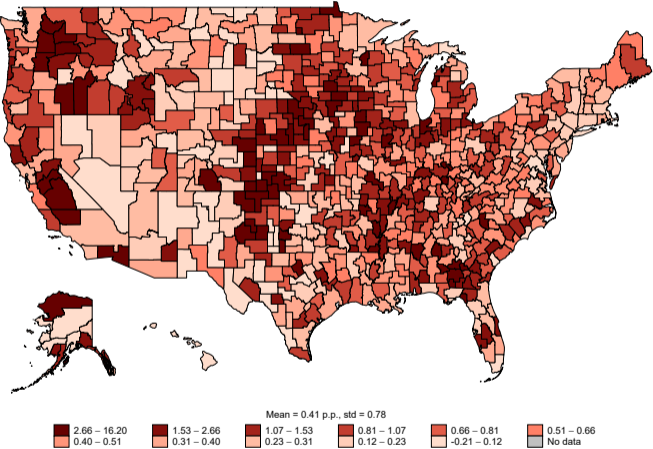 Mean = 0.41 p.p., std = 0.78
2.66 – 16.20 1.53 – 2.66 1.07 – 1.53 0.81 – 1.07 0.66 – 0.81 0.51 – 0.66
0.40 – 0.51 0.31 – 0.40 0.23 – 0.31 0.12 – 0.23 -0.21 – 0.12 No data